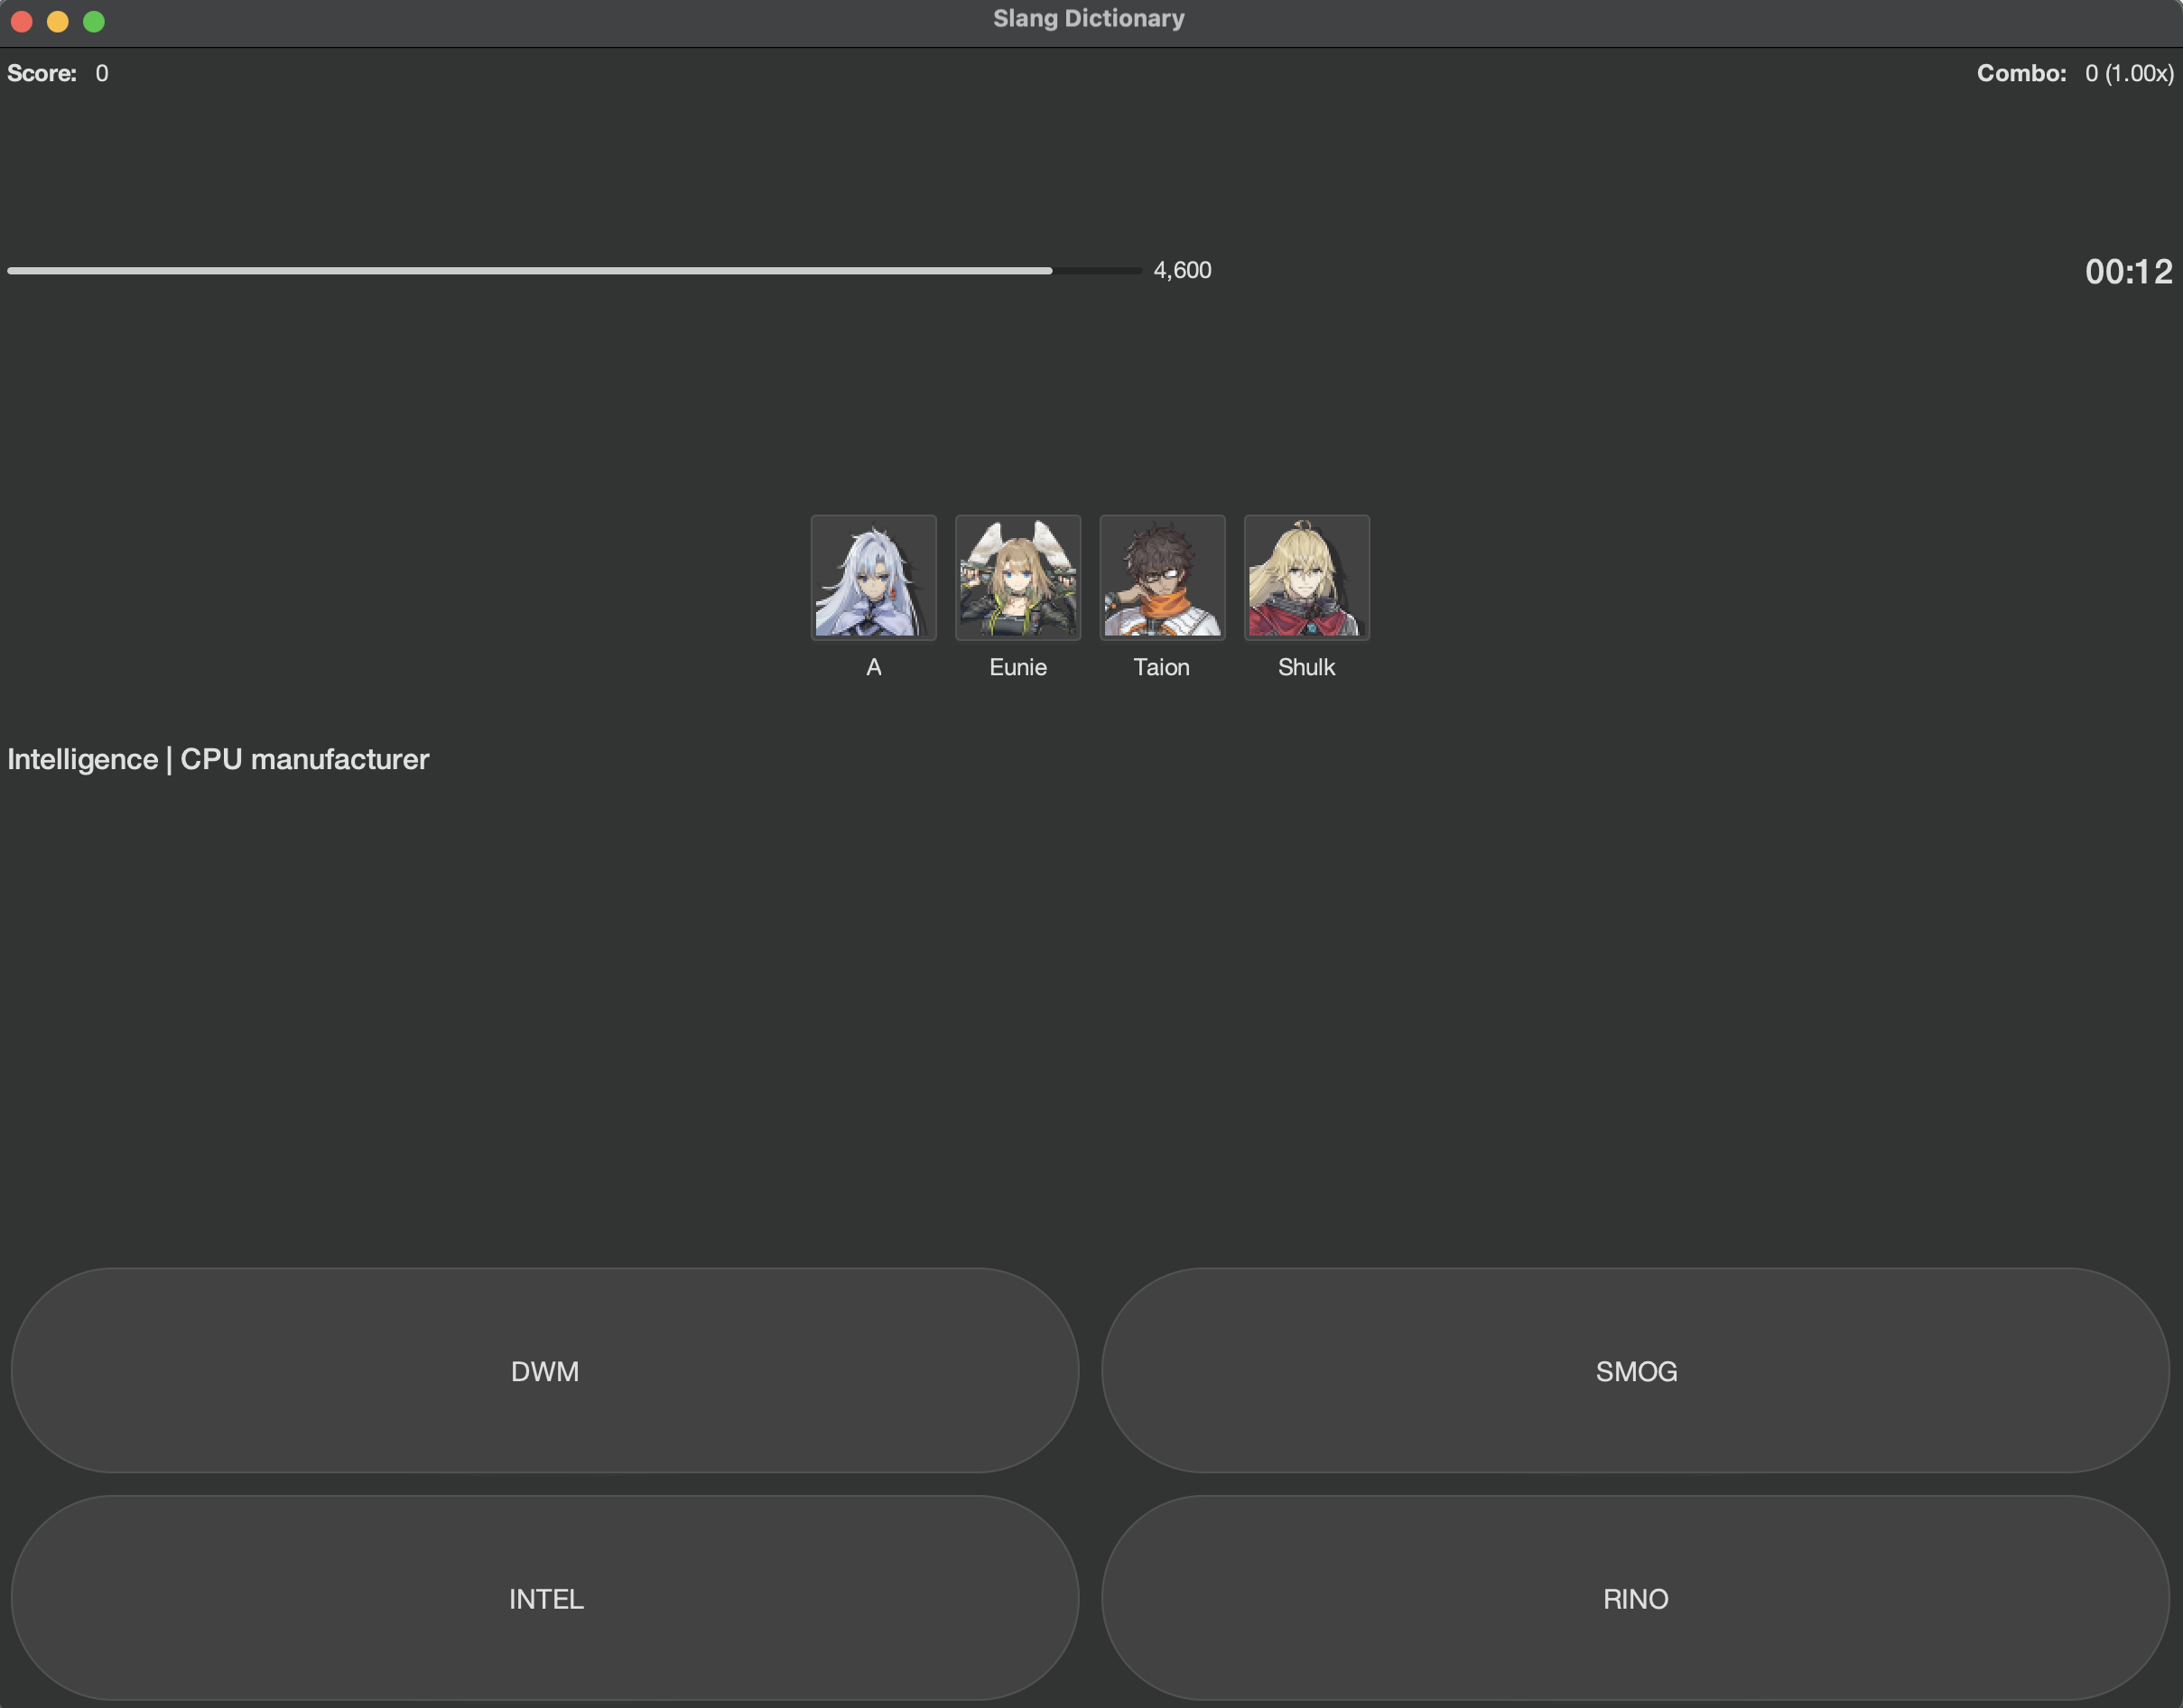 Slang Dictionary
Score: 0
Combo: 0 (1.00x)
4,600
00:12
A
Eunie
Taion
Shulk
Intelligence | CPU manufacturer
DWM
SMOG
INTEL
RINO